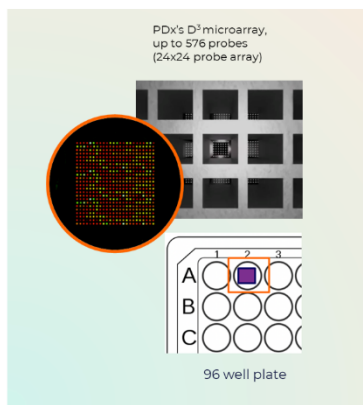 PDx's D³ microarray,
up to 576 probes
(24x24 probe array)
1 2 3
A
B
C
96 well plate